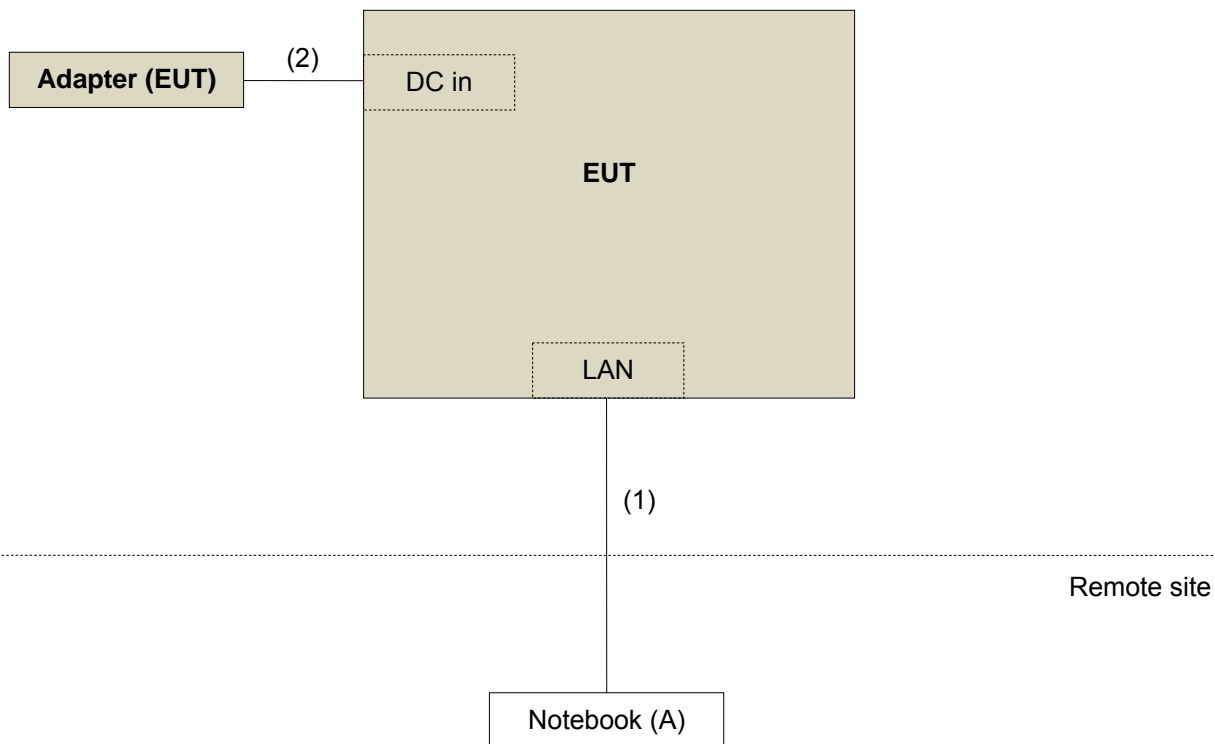 (2)
Adapter (EUT)
DC in
EUT
LAN
(1)
Remote site
Notebook (A)